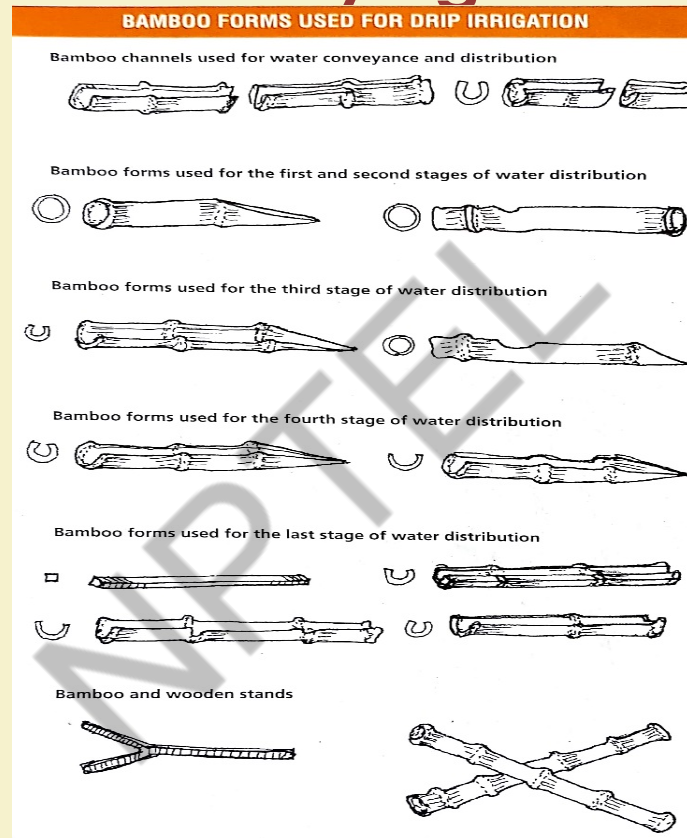 BAMBOO FORMS USED FOR DRIP IRRIGATION
Bamboo channels used for water conveyance and distribution
Bamboo forms used for the first and second stages of water distribution
Bamboo forms used for the third stage of water distribution
Bamboo forms used for the fourth stage of water distribution
Bamboo forms used for the last stage of water distribution
Bamboo and wooden stands
NPTEL